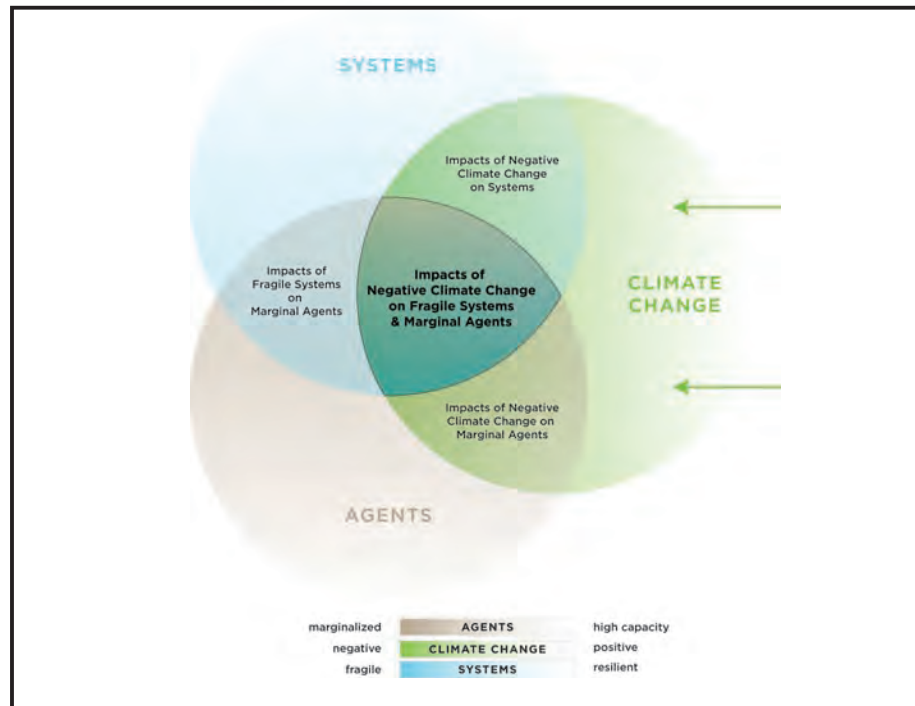 SYSTEMS
Impacts of Negative
Climate Change
on Systems
Impacts of
Fragile Systems
on
Marginal Agents
Impacts of
Negative Climate Change
on Fragile Systems
& Marginal Agents
CLIMATE
CHANGE
Impacts of Negative
Climate Change on
Marginal Agents
AGENTS
marginalized AGENTS high capacity
negative CLIMATE CHANGE positive
fragile SYSTEMS resilient